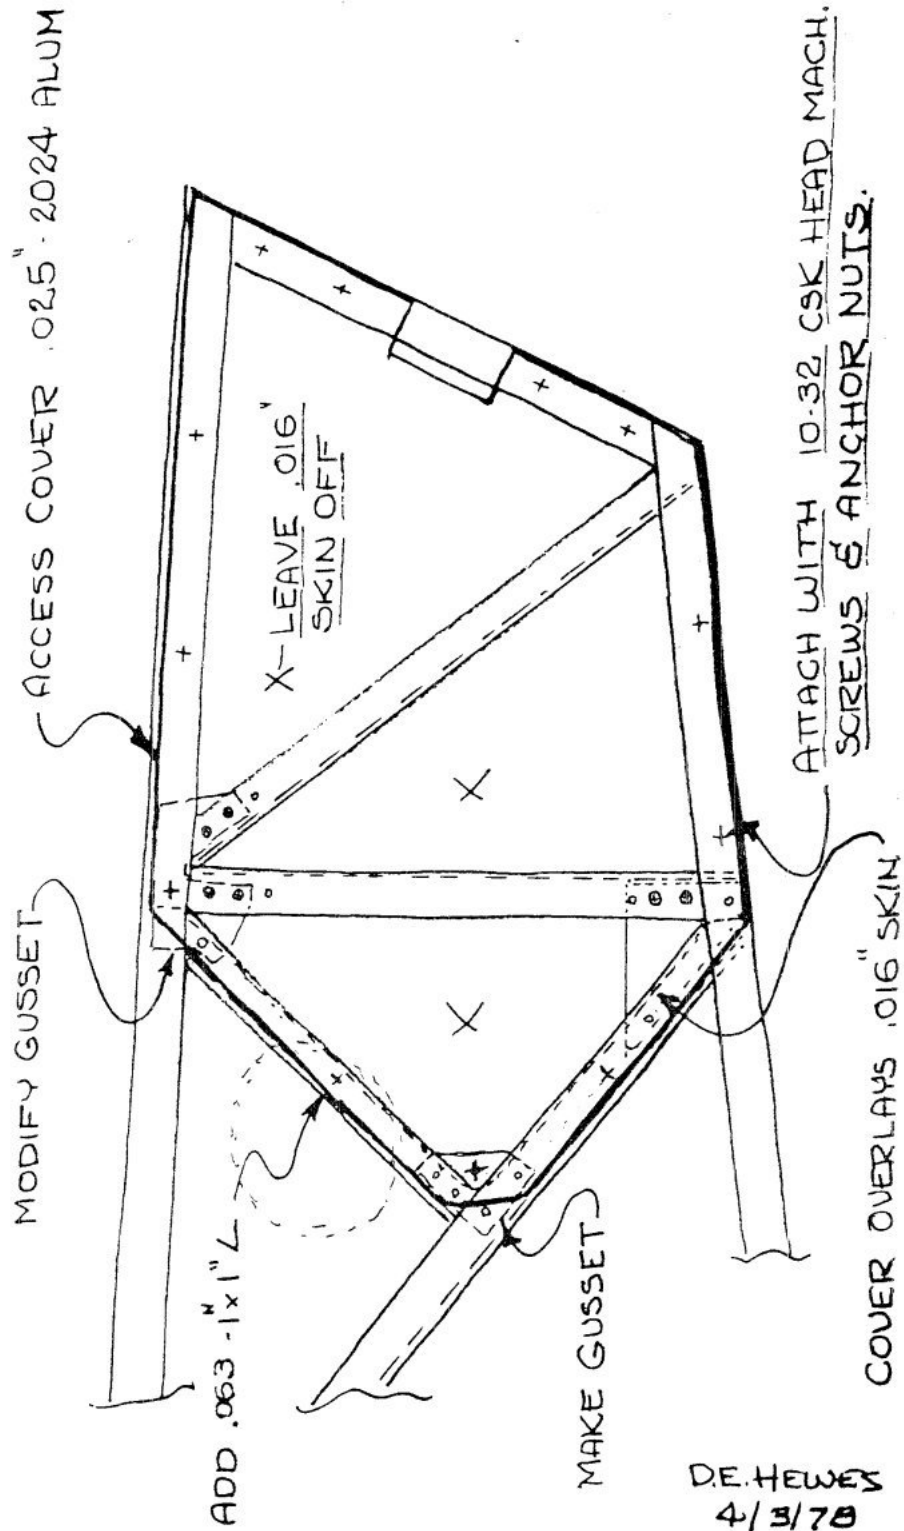 ACCESS COVER .025" - 2024 ALUM
MODIFY GUSSET
X-LEAVE .016"
SKIN OFF
X
X
ADD .063 - 1" x 1" L
MAKE GUSSET
ATTACH WITH 10-32 CSK HEAD MACH.
SCREWS & ANCHOR NUTS.
COVER OVERLAYS .016" SKIN
D.E. HEWES
4/3/78